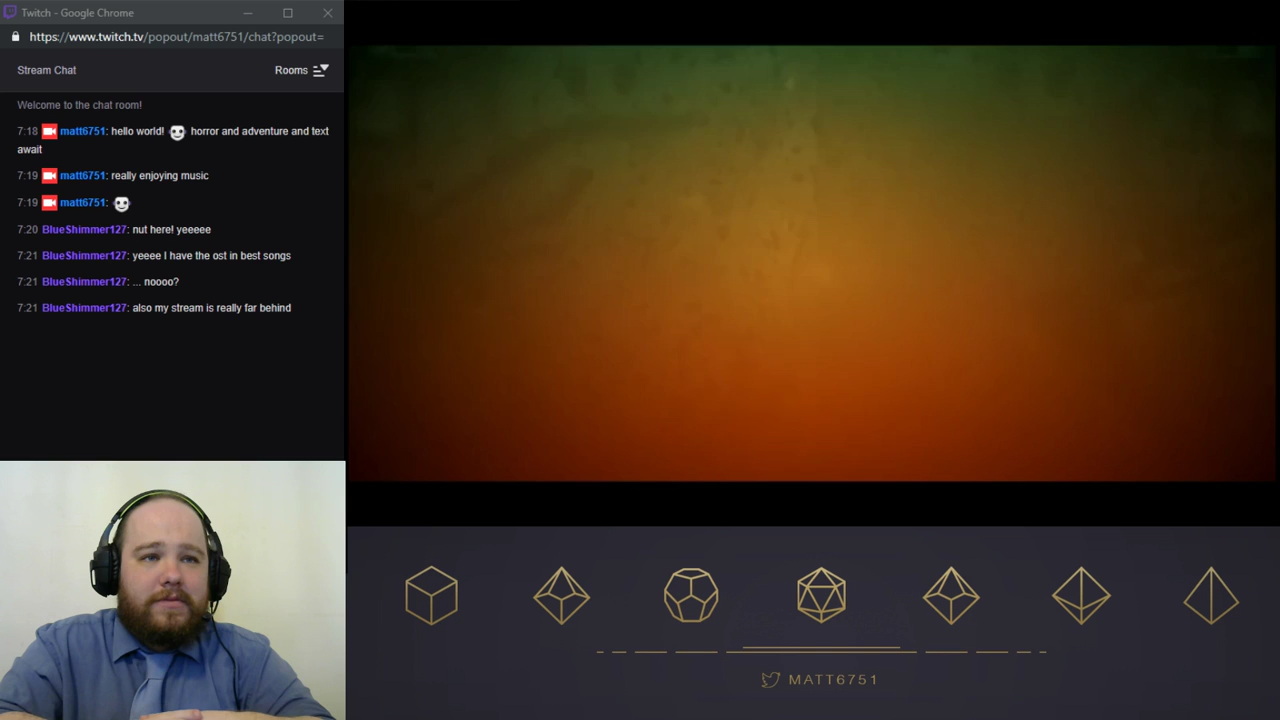 Twitch - Google Chrome
https://www.twitch.tv/popout/matt6751/chat?popout=
Stream Chat
Rooms
Welcome to the chat room!
7:18 matt6751: hello world! horror and adventure and text
await
7:19 matt6751: really enjoying music
7:19 matt6751:
7:20 BlueShimmer127: nut here! yeeeee
7:21 BlueShimmer127: yeeee I have the ost in best songs
7:21 BlueShimmer127: ... noooo?
7:21 BlueShimmer127: also my stream is really far behind
MATT6751